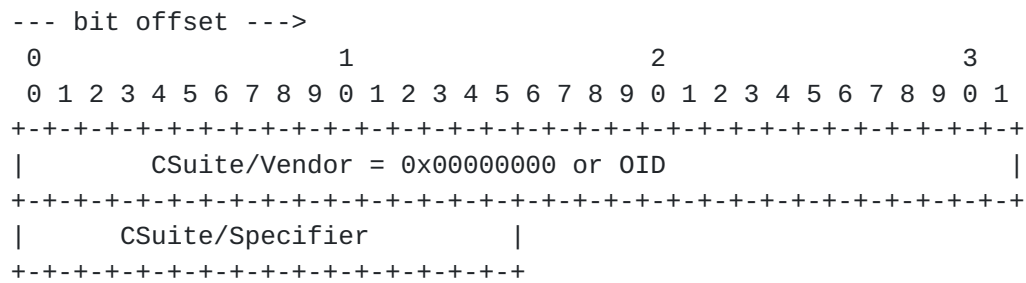 --- bit offset --->
 0                   1                   2                   3
 0 1 2 3 4 5 6 7 8 9 0 1 2 3 4 5 6 7 8 9 0 1 2 3 4 5 6 7 8 9 0 1
+-+-+-+-+-+-+-+-+-+-+-+-+-+-+-+-+-+-+-+-+-+-+-+-+-+-+-+-+-+-+-+-+
|        CSuite/Vendor = 0x00000000 or OID                      |
+-+-+-+-+-+-+-+-+-+-+-+-+-+-+-+-+-+-+-+-+-+-+-+-+-+-+-+-+-+-+-+-+
|      CSuite/Specifier         |
+-+-+-+-+-+-+-+-+-+-+-+-+-+-+-+-+